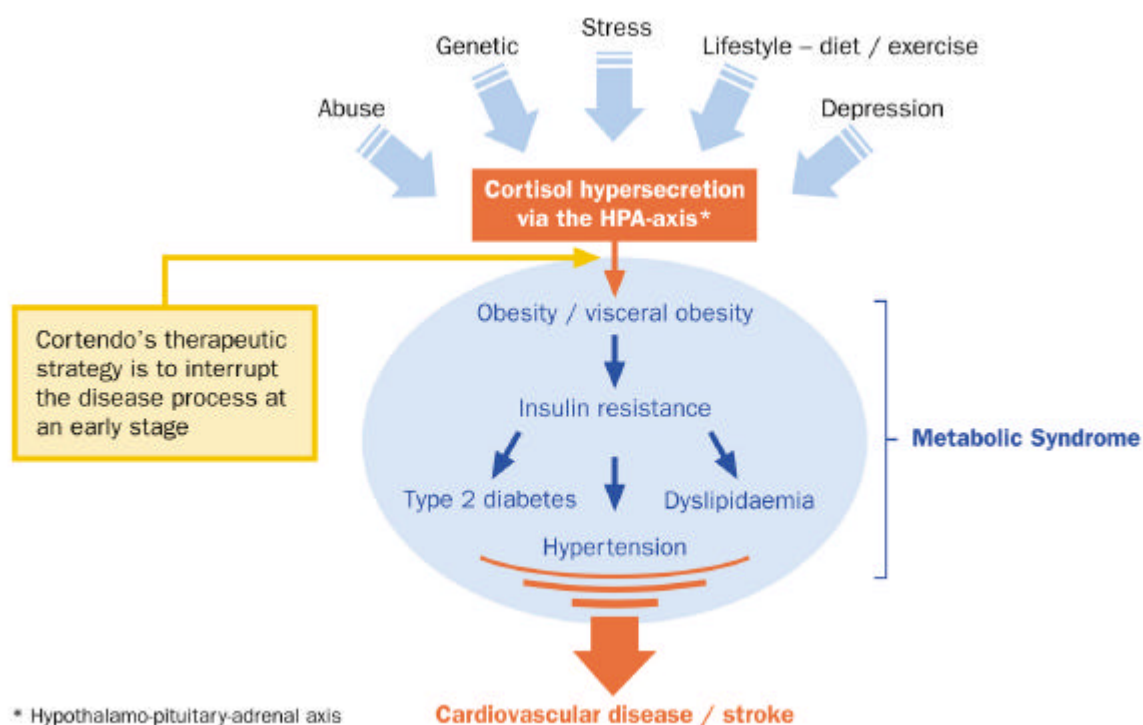 Stress
Genetic
Lifestyle – diet / exercise
Abuse
Depression
Cortisol hypersecretion
via the HPA-axis*
Obesity / visceral obesity
Cortendo's therapeutic
strategy is to interrupt
the disease process at
an early stage
Insulin resistance
Metabolic Syndrome
Type 2 diabetes
Dyslipidaemia
Hypertension
* Hypothalamo-pituitary-adrenal axis
Cardiovascular disease / stroke